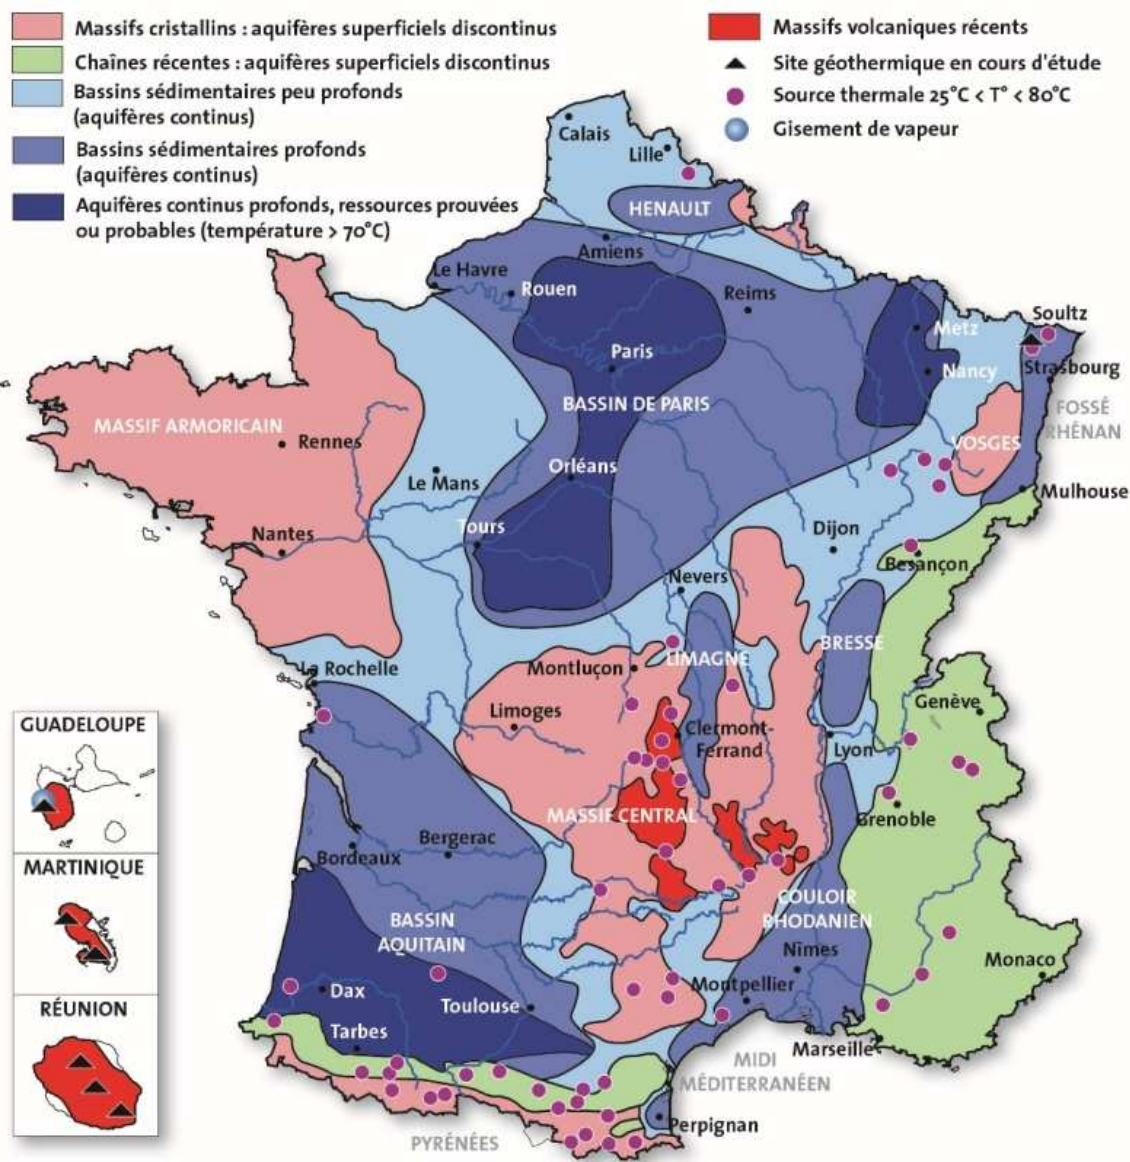 Massifs cristallins : aquifères superficiels discontinus
Chaînes récentes : aquifères superficiels discontinus
Bassins sédimentaires peu profonds
(aquifères continus)
Bassins sédimentaires profonds
(aquifères continus)
Aquifères continus profonds, ressources prouvées
ou probables (température > 70°C)
Massifs volcaniques récents
Site géothermique en cours d'étude
Source thermale 25°C < T° < 80°C
Gisement de vapeur
Calais
Lille
HENAULT
Amiens
Le Havre
Rouen
Reims
Metz
Soultz
Paris
Nancy
Strasbourg
BASSIN DE PARIS
FOSSÉ
RHÉNAN
MASSIF ARMORICAIN
Rennes
VOSGES
Orléans
Le Mans
Mulhouse
Tours
Nantes
Dijon
Besançon
Nevers
BRESSE
LIMAGNE
La Rochelle
Montluçon
Genève
Limoges
Clermont-
Ferrand
Lyon
MASSIF CENTRAL
Grenoble
Bergerac
Bordeaux
COULOIR
RHODANIEN
BASSIN
AQUITAIN
Nîmes
Monaco
Montpellier
Dax
Toulouse
Tarbes
Marseille
MIDI
MÉDITERRANÉEN
Perpignan
PYRÉNÉES
GUADELOUPE
MARTINIQUE
RÉUNION